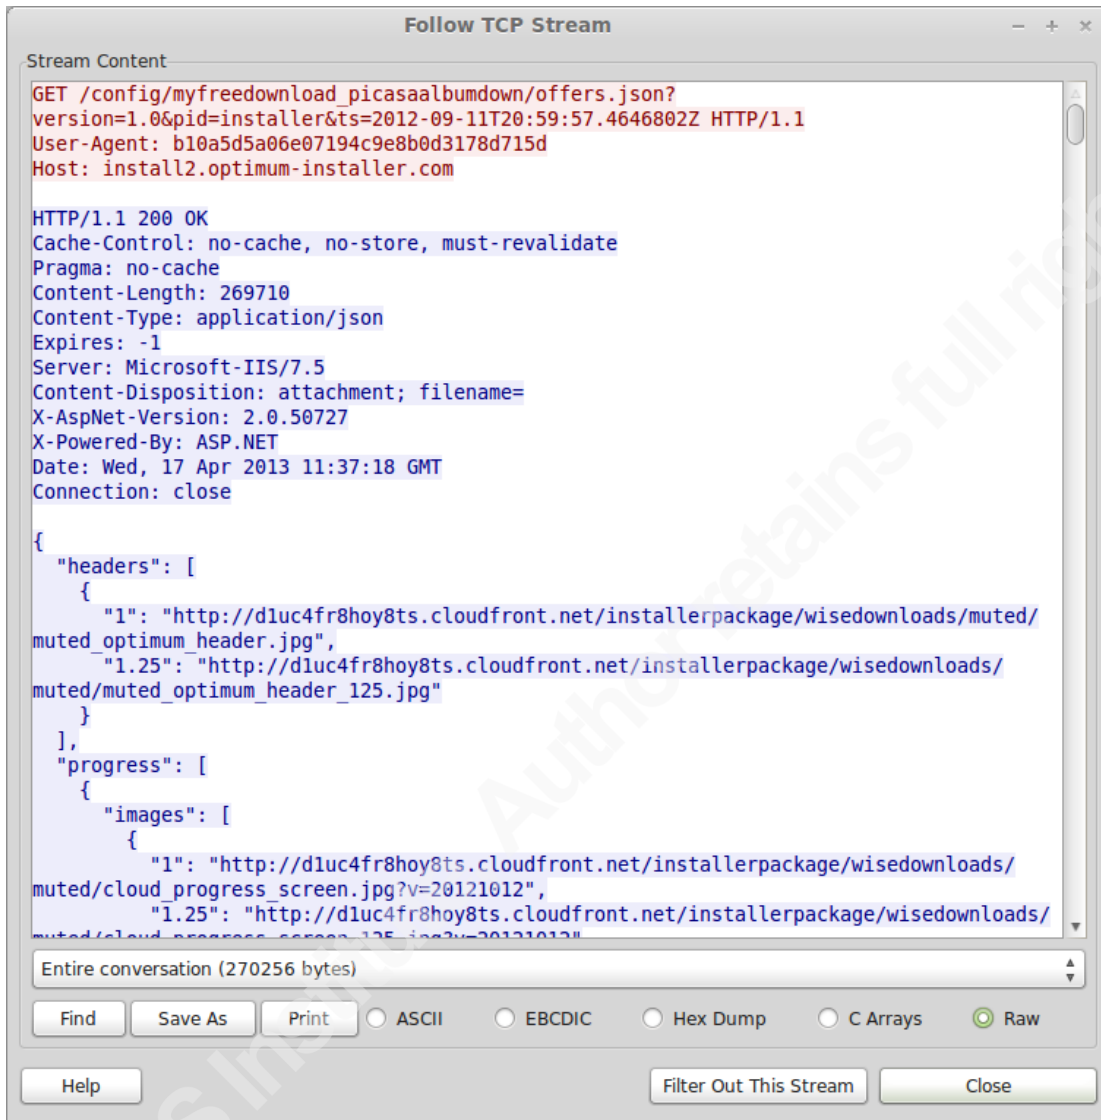 Follow TCP Stream
Stream Content
GET /config/myfreedownload_picasaalbumdown/offers.json?
version=1.0&pid=installer&ts=2012-09-11T20:59:57.4646802Z HTTP/1.1
User-Agent: b10a5d5a06e07194c9e8b0d3178d715d
Host: install2.optimum-installer.com
HTTP/1.1 200 OK
Cache-Control: no-cache, no-store, must-revalidate
Pragma: no-cache
Content-Length: 269710
Content-Type: application/json
Expires: -1
Server: Microsoft-IIS/7.5
Content-Disposition: attachment; filename=
X-AspNet-Version: 2.0.50727
X-Powered-By: ASP.NET
Date: Wed, 17 Apr 2013 11:37:18 GMT
Connection: close
{
"headers": [
{
"1": "http://d1uc4fr8hoy8ts.cloudfront.net/installerpackage/wisedownloads/muted/
muted_optimum_header.jpg",
"1.25": "http://d1uc4fr8hoy8ts.cloudfront.net/installerpackage/wisedownloads/
muted/muted_optimum_header_125.jpg"
}
],
"progress": [
{
"images": [
{
"1": "http://d1uc4fr8hoy8ts.cloudfront.net/installerpackage/wisedownloads/
muted/cloud_progress_screen.jpg?v=20121012",
"1.25": "http://d1uc4fr8hoy8ts.cloudfront.net/installerpackage/wisedownloads/
muted/cloud_progress_screen_125.jpg?v=20121012"
Entire conversation (270256 bytes)
Find Save As Print ASCII EBCDIC Hex Dump C Arrays Raw
Help Filter Out This Stream Close
Author retains full